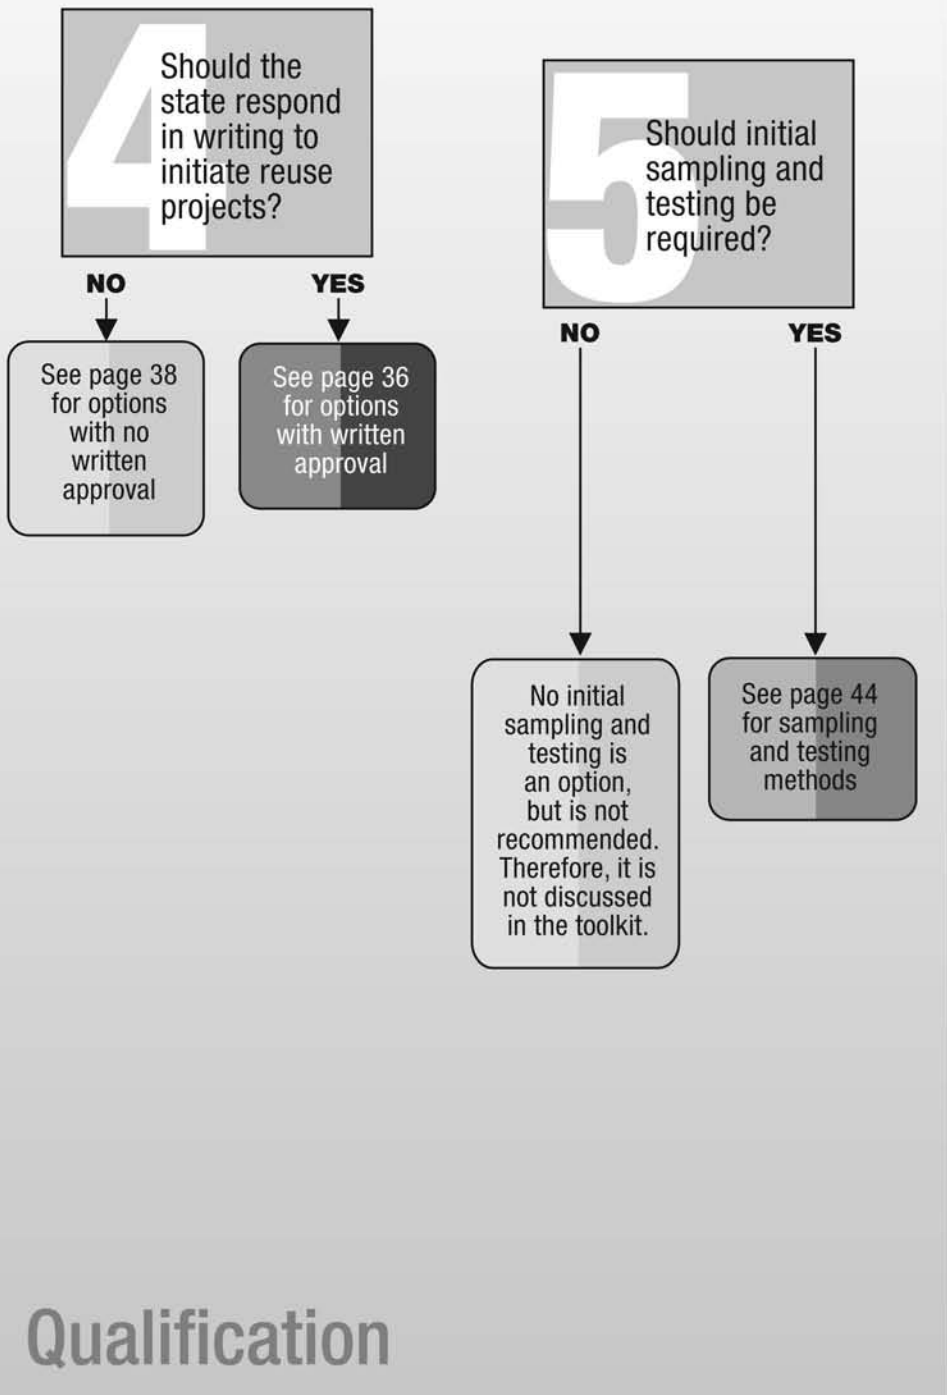 4
Should the
state respond
in writing to
initiate reuse
projects?
NO
YES
See page 38
for options
with no
written
approval
See page 36
for options
with written
approval
5
Should initial
sampling and
testing be
required?
NO
YES
No initial
sampling and
testing is
an option,
but is not
recommended.
Therefore, it is
not discussed
in the toolkit.
See page 44
for sampling
and testing
methods
Qualification